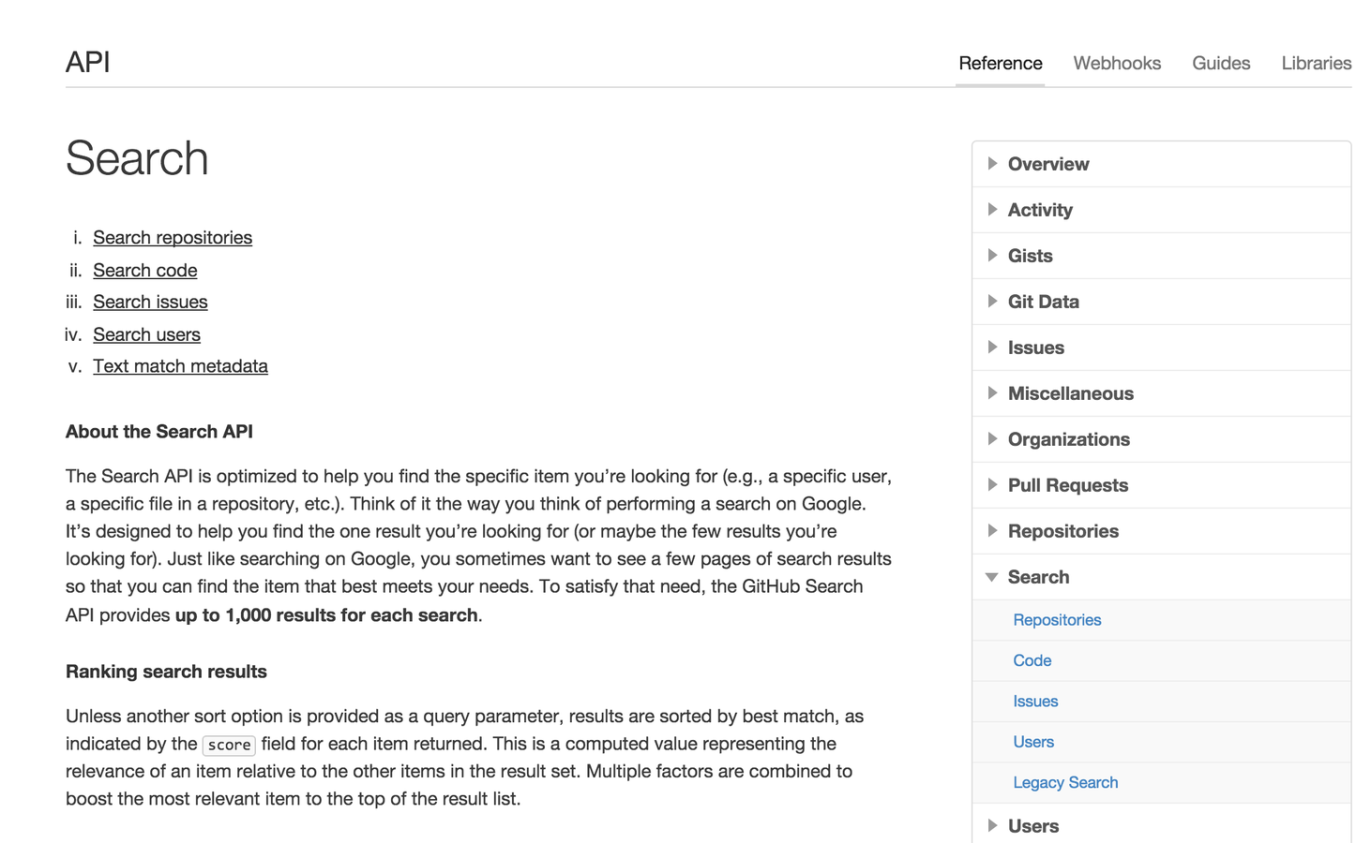 API
Reference Webhooks Guides Libraries
Search
i. Search repositories
ii. Search code
iii. Search issues
iv. Search users
v. Text match metadata
About the Search API
The Search API is optimized to help you find the specific item you’re looking for (e.g., a specific user,
a specific file in a repository, etc.). Think of it the way you think of performing a search on Google.
It’s designed to help you find the one result you’re looking for (or maybe the few results you’re
looking for). Just like searching on Google, you sometimes want to see a few pages of search results
so that you can find the item that best meets your needs. To satisfy that need, the GitHub Search
API provides up to 1,000 results for each search.
Ranking search results
Unless another sort option is provided as a query parameter, results are sorted by best match, as
indicated by the score field for each item returned. This is a computed value representing the
relevance of an item relative to the other items in the result set. Multiple factors are combined to
boost the most relevant item to the top of the result list.
Overview
Activity
Gists
Git Data
Issues
Miscellaneous
Organizations
Pull Requests
Repositories
Search
Repositories
Code
Issues
Users
Legacy Search
Users